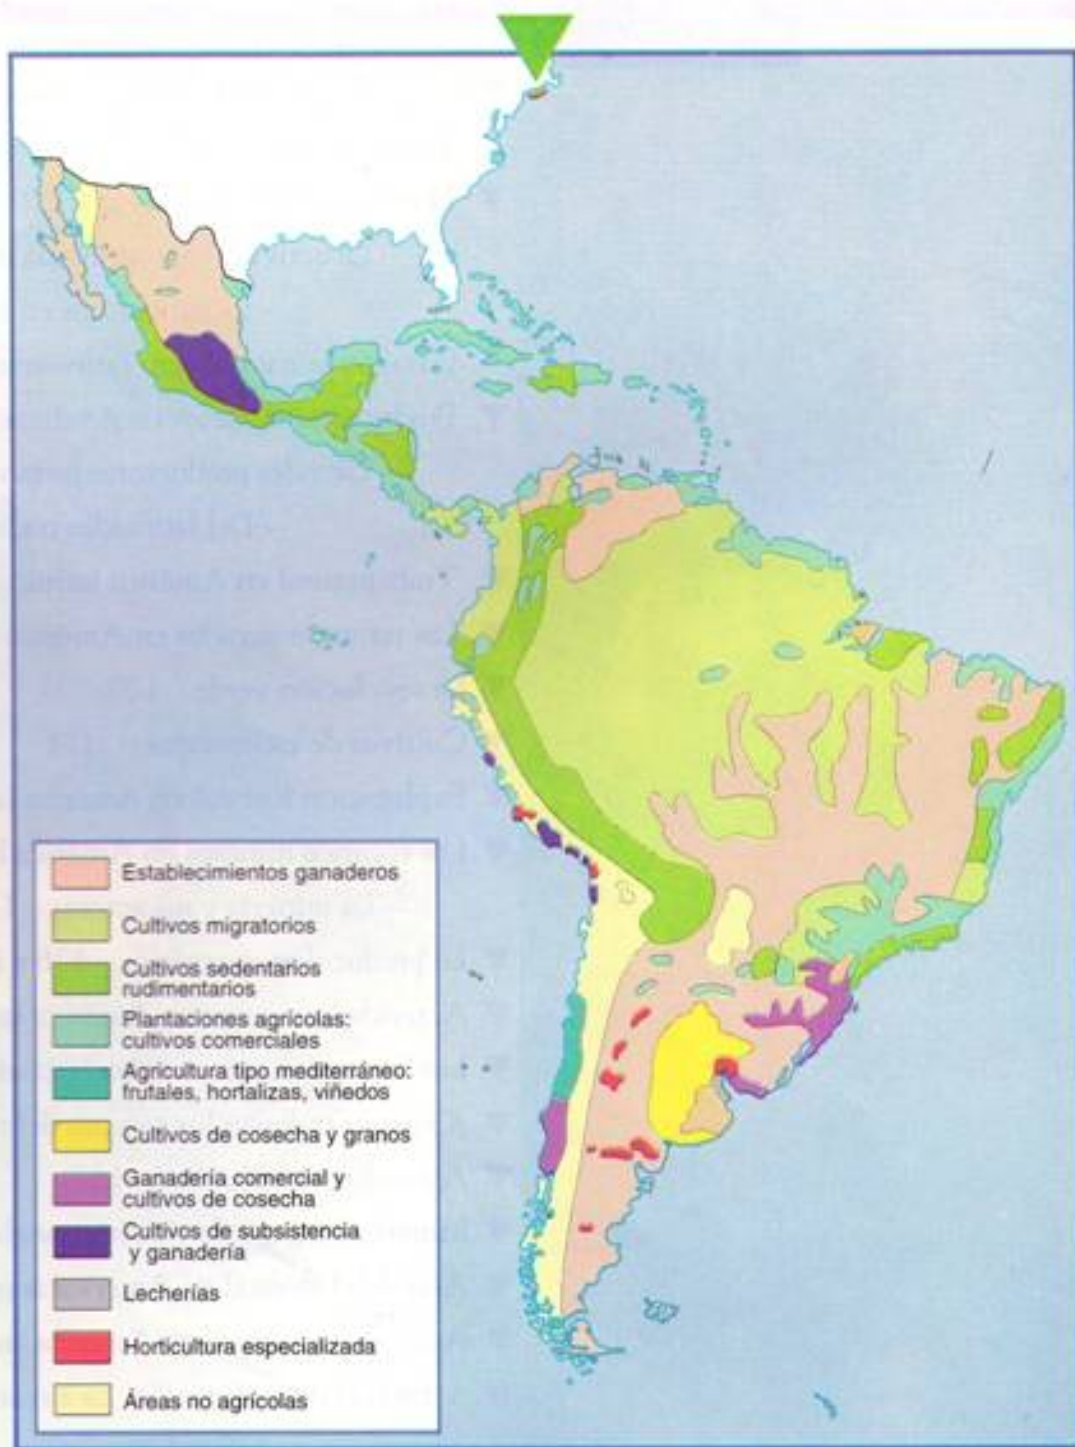 Establecimientos ganaderos
Cultivos migratorios
Cultivos sedentarios
rudimentarios
Plantaciones agrícolas:
cultivos comerciales
Agricultura tipo mediterráneo:
frutales, hortalizas, viñedos
Cultivos de cosecha y granos
Ganadería comercial y
cultivos de cosecha
Cultivos de subsistencia
y ganadería
Lecherías
Horticultura especializada
Áreas no agrícolas